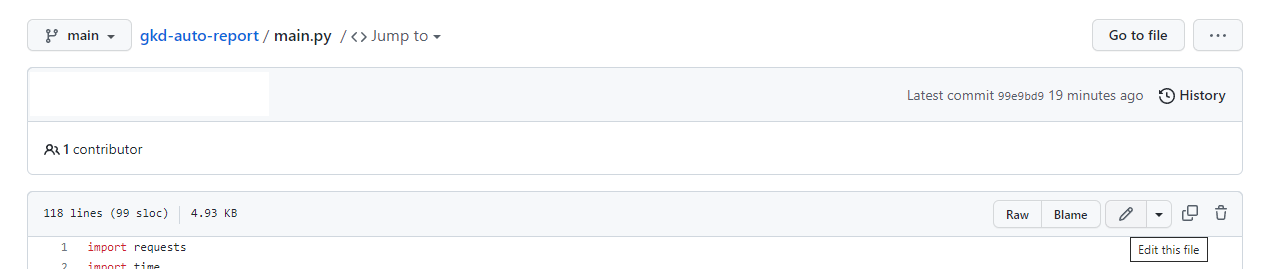 main gkd-auto-report / main.py / <> Jump to Go to file ...
Latest commit 99e9bd9 19 minutes ago History
1 contributor
118 lines (99 sloc) 4.93 KB Raw Blame
Edit this file
1 import requests
2 import time